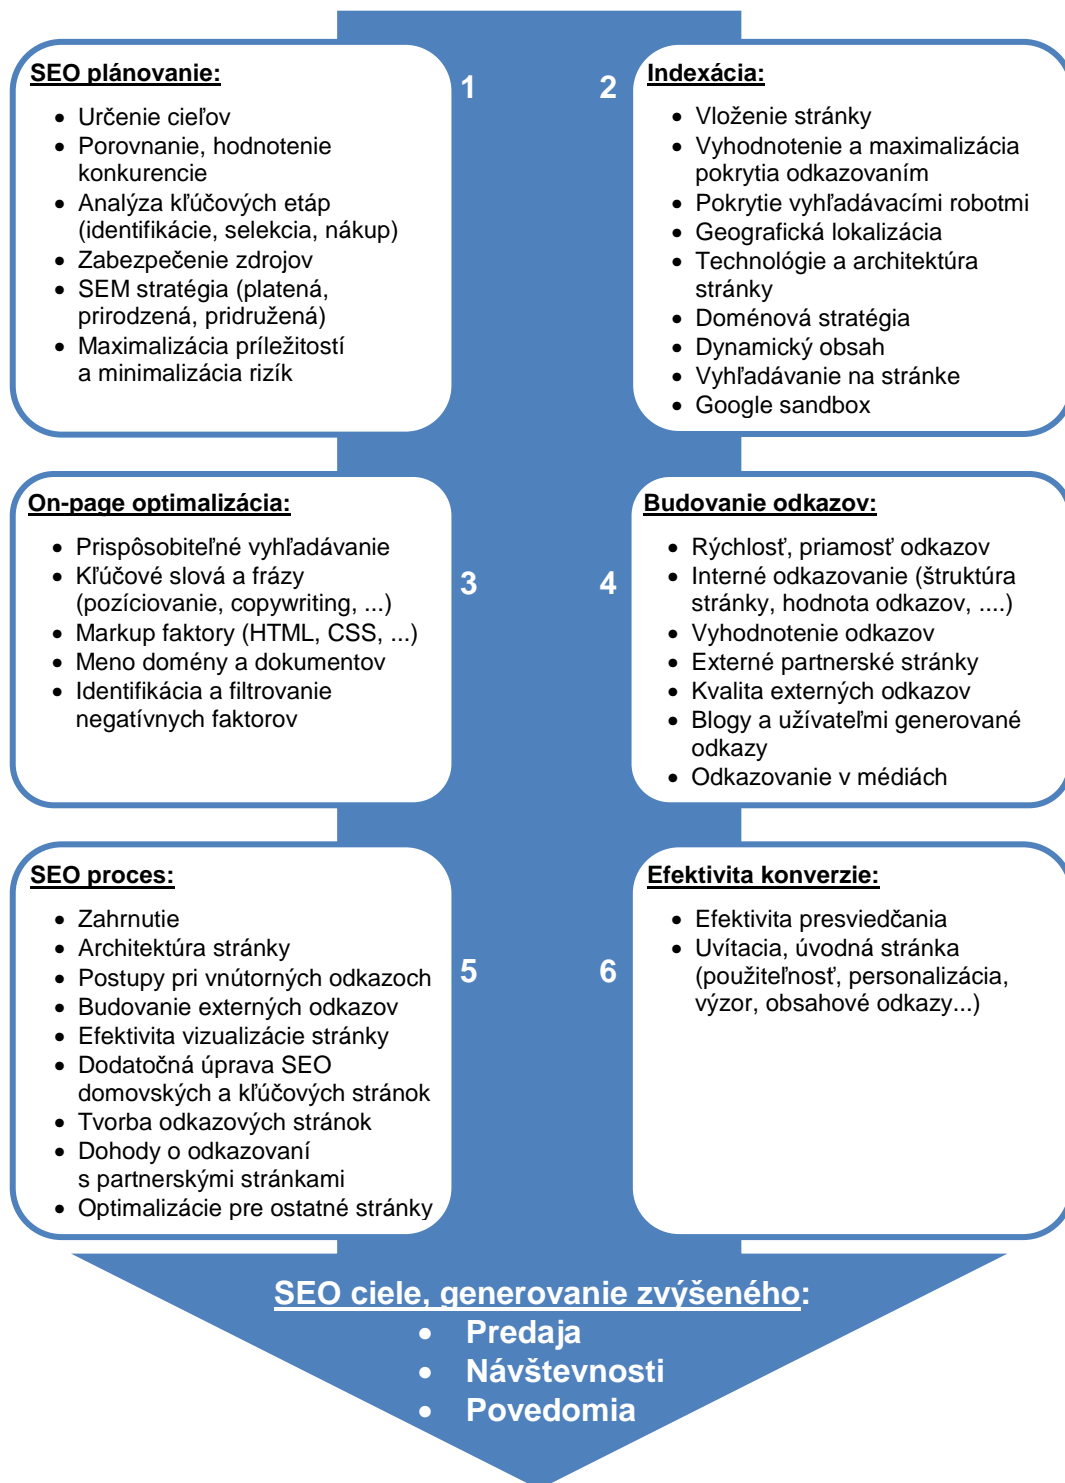 SEO plánovanie:
• Určenie cieľov
• Porovnanie, hodnotenie
konkurencie
• Analýza kľúčových etáp
(identifikácie, selekcia, nákup)
• Zabezpečenie zdrojov
• SEM stratégia (platená,
prirodzená, pridružená)
• Maximalizácia príležitostí
a minimalizácia rizík
1
2
Indexácia:
• Vloženie stránky
• Vyhodnotenie a maximalizácia
pokrytia odkazovaním
• Pokrytie vyhľadávacími robotmi
• Geografická lokalizácia
• Technológie a architektúra
stránky
• Doménová stratégia
• Dynamický obsah
• Vyhľadávanie na stránke
• Google sandbox
On-page optimalizácia:
• Prispôsobiteľné vyhľadávanie
• Kľúčové slová a frázy
(pozíciovanie, copywriting, ...)
• Markup faktory (HTML, CSS, ...)
• Meno domény a dokumentov
• Identifikácia a filtrovanie
negatívnych faktorov
3
4
Budovanie odkazov:
• Rýchlosť, priamosť odkazov
• Interné odkazovanie (štruktúra
stránky, hodnota odkazov, ....)
• Vyhodnotenie odkazov
• Externé partnerské stránky
• Kvalita externých odkazov
• Blogy a užívateľmi generované
odkazy
• Odkazovanie v médiách
SEO proces:
• Zahrnutie
• Architektúra stránky
• Postupy pri vnútorných odkazoch
• Budovanie externých odkazov
• Efektivita vizualizácie stránky
• Dodatočná úprava SEO
domovských a kľúčových stránok
• Tvorba odkazových stránok
• Dohody o odkazovaní
s partnerskými stránkami
• Optimalizácie pre ostatné stránky
5
6
Efektivita konverzie:
• Efektivita presviedčania
• Uvítacia, úvodná stránka
(použiteľnosť, personalizácia,
výzor, obsahové odkazy...)
SEO ciele, generovanie zvýšeného:
• Predaja
• Návštevnosti
• Povedomia